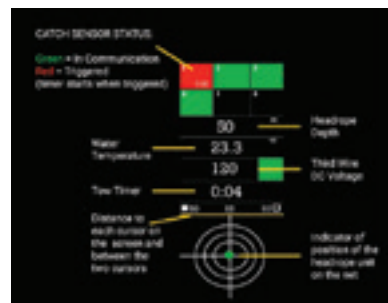 CATCH SENSOR STATUS:
Green = In Communication
Red = Triggered
(timer starts when triggered)
50
Headrope
Depth
Water
Temperature
23.3
120
Third Wire
DC Voltage
Tow Timer
0:04
Distance to
each cursor on
the screen and
between the
two cursors
Indicator of
position of the
headrope unit
on the net